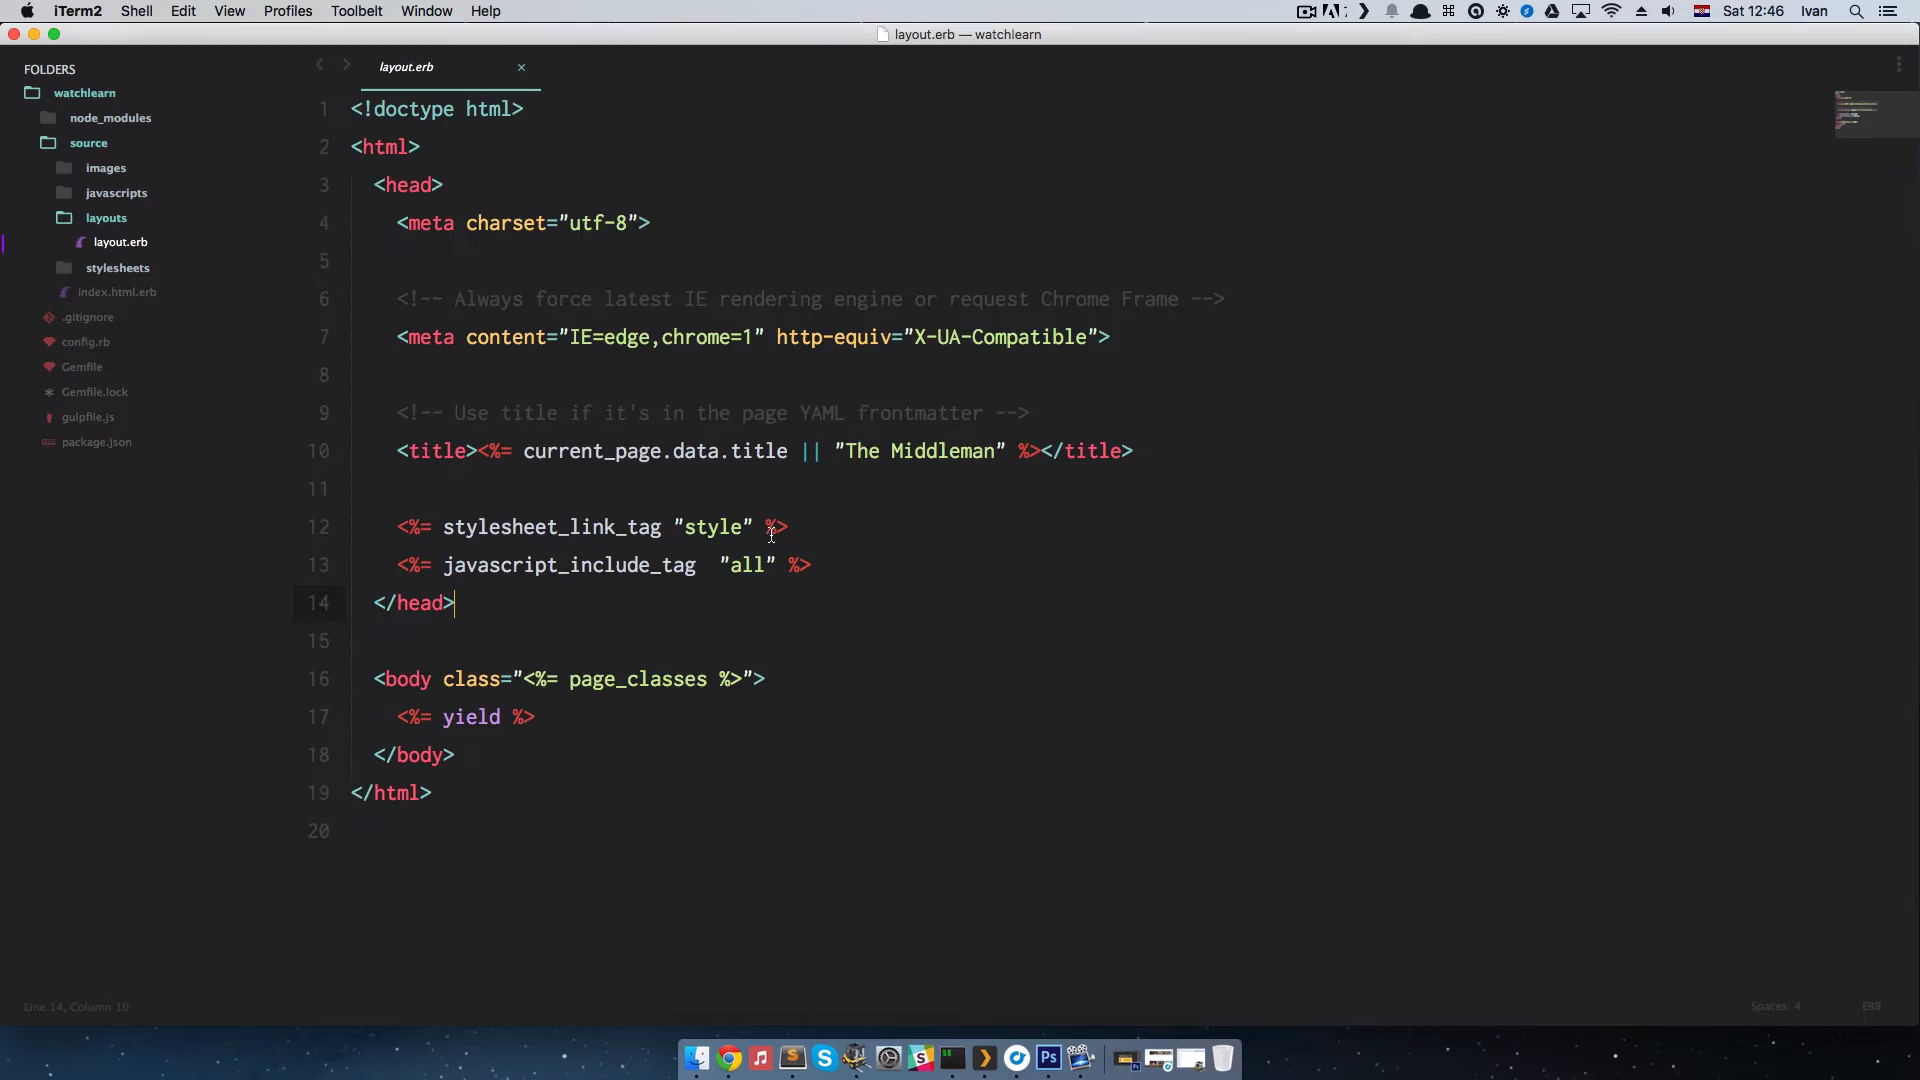 iTerm2 Shell Edit View Profiles Toolbelt Window Help Sat 12:46 Ivan
layout.erb — watchlearn
FOLDERS
watchlearn
node_modules
source
images
javascripts
layouts
layout.erb
stylesheets
index.html.erb
.gitignore
config.rb
Gemfile
Gemfile.lock
gulpfile.js
package.json
layout.erb ×
1 <!doctype html>
2 <html>
3 <head>
4 <meta charset="utf-8">
5
6 <!-- Always force latest IE rendering engine or request Chrome Frame -->
7 <meta content="IE=edge,chrome=1" http-equiv="X-UA-Compatible">
8
9 <!-- Use title if it's in the page YAML frontmatter -->
10 <title><%= current_page.data.title || "The Middleman" %></title>
11
12 <%= stylesheet_link_tag "style" %>
13 <%= javascript_include_tag  "all" %>
14 </head>
15
16 <body class="<%= page_classes %>">
17 <%= yield %>
18 </body>
19 </html>
20
Line 14, Column 10 Spaces: 4 ERB
Ps